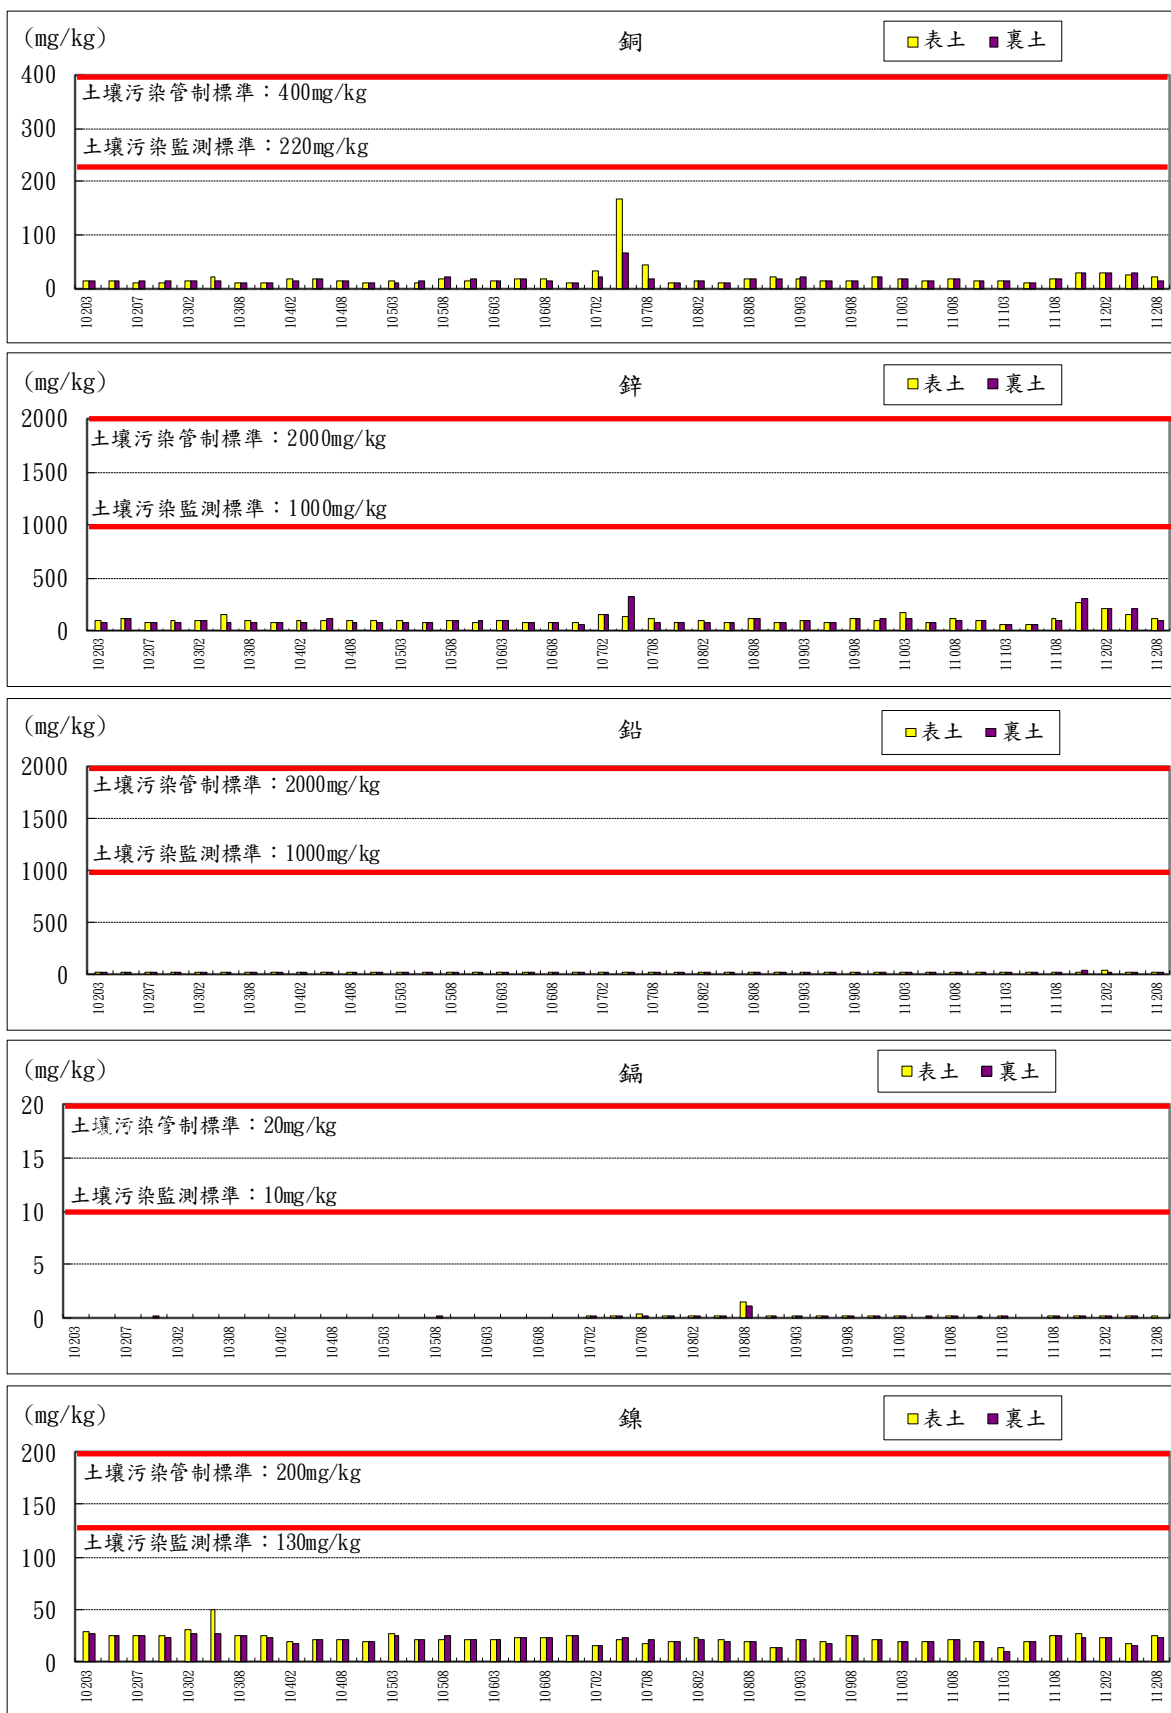 (mg/kg)
銅
表土 裏土
400
土壤污染管制標準：400mg/kg
300
土壤污染監測標準：220mg/kg
200
100
0
10203 10207 10302 10308 10402 10408 10503 10508 10603 10608 10702 10708 10802 10808 10903 10908 11003 11008 11103 11108 11202 11208
(mg/kg)
鋅
表土 裏土
2000
土壤污染管制標準：2000mg/kg
1500
土壤污染監測標準：1000mg/kg
1000
500
0
10203 10207 10302 10308 10402 10408 10503 10508 10603 10608 10702 10708 10802 10808 10903 10908 11003 11008 11103 11108 11202 11208
(mg/kg)
鉛
表土 裏土
2000
土壤污染管制標準：2000mg/kg
1500
土壤污染監測標準：1000mg/kg
1000
500
0
10203 10207 10302 10308 10402 10408 10503 10508 10603 10608 10702 10708 10802 10808 10903 10908 11003 11008 11103 11108 11202 11208
(mg/kg)
鎘
表土 裏土
20
土壤污染管制標準：20mg/kg
15
土壤污染監測標準：10mg/kg
10
5
0
10203 10207 10302 10308 10402 10408 10503 10508 10603 10608 10702 10708 10802 10808 10903 10908 11003 11008 11103 11108 11202 11208
(mg/kg)
鎳
表土 裏土
200
土壤污染管制標準：200mg/kg
150
土壤污染監測標準：130mg/kg
100
50
0
10203 10207 10302 10308 10402 10408 10503 10508 10603 10608 10702 10708 10802 10808 10903 10908 11003 11008 11103 11108 11202 11208